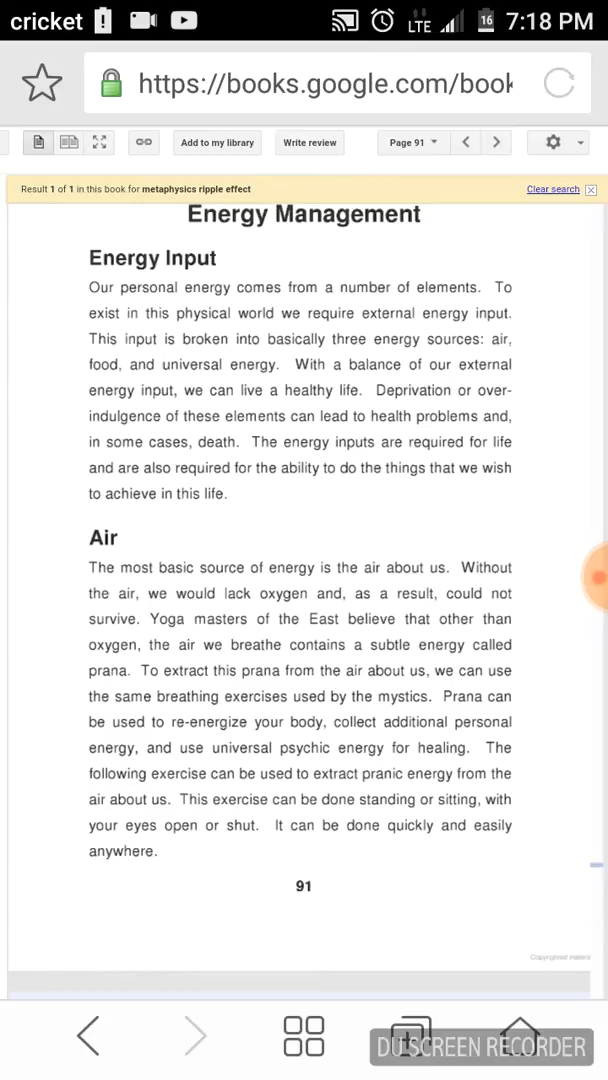 cricket 16 7:18 PM
LTE
https://books.google.com/book
Add to my library Write review Page 91
Result 1 of 1 in this book for metaphysics ripple effect Clear search
Energy Management
Energy Input
Our personal energy comes from a number of elements. To
exist in this physical world we require external energy input.
This input is broken into basically three energy sources: air,
food, and universal energy. With a balance of our external
energy input, we can live a healthy life. Deprivation or over-
indulgence of these elements can lead to health problems and,
in some cases, death. The energy inputs are required for life
and are also required for the ability to do the things that we wish
to achieve in this life.
Air
The most basic source of energy is the air about us. Without
the air, we would lack oxygen and, as a result, could not
survive. Yoga masters of the East believe that other than
oxygen, the air we breathe contains a subtle energy called
prana. To extract this prana from the air about us, we can use
the same breathing exercises used by the mystics. Prana can
be used to re-energize your body, collect additional personal
energy, and use universal psychic energy for healing. The
following exercise can be used to extract pranic energy from the
air about us. This exercise can be done standing or sitting, with
your eyes open or shut. It can be done quickly and easily
anywhere.
91
Copyrighted materia
DU SCREEN RECORDER